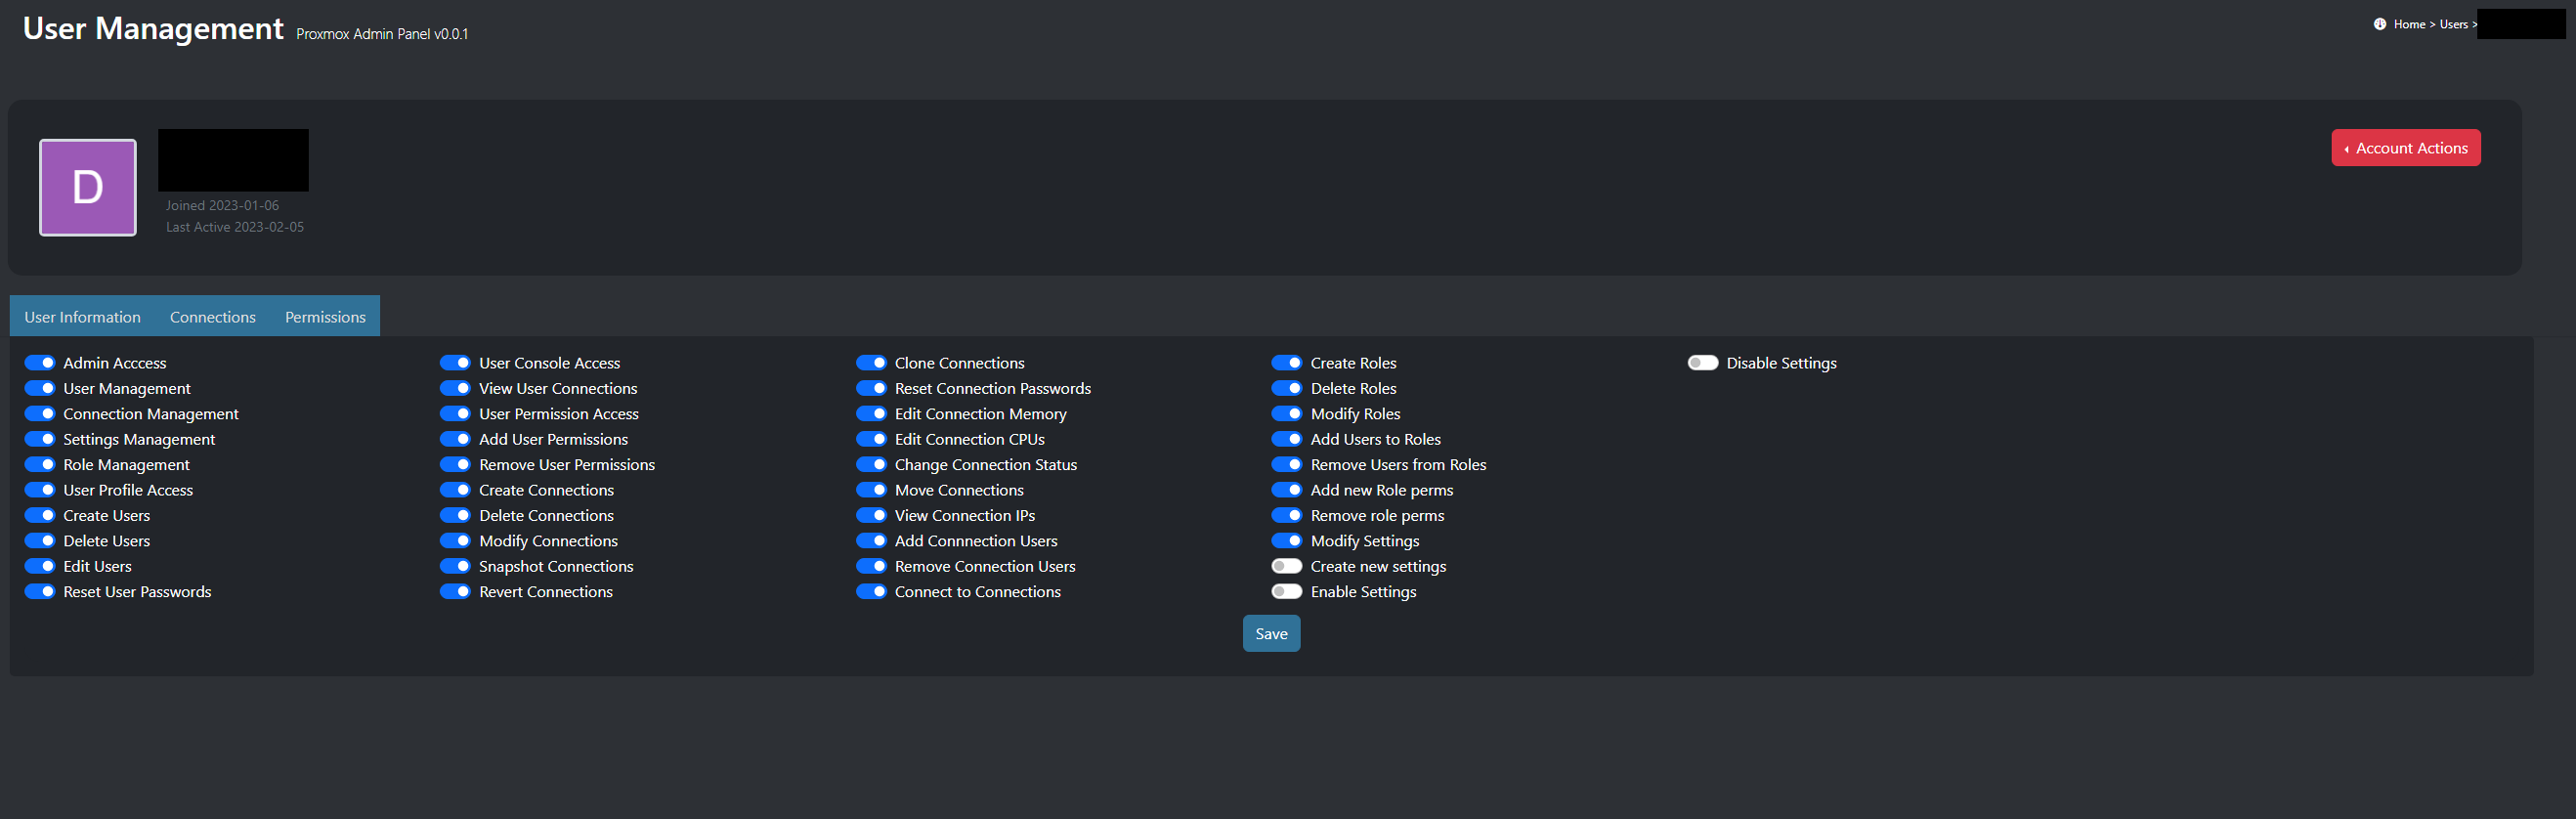 User Management Proxmox Admin Panel v0.0.1
Home > Users >
D
Joined 2023-01-06
Last Active 2023-02-05
Account Actions
User Information Connections Permissions
Admin Acccess
User Management
Connection Management
Settings Management
Role Management
User Profile Access
Create Users
Delete Users
Edit Users
Reset User Passwords
User Console Access
View User Connections
User Permission Access
Add User Permissions
Remove User Permissions
Create Connections
Delete Connections
Modify Connections
Snapshot Connections
Revert Connections
Clone Connections
Reset Connection Passwords
Edit Connection Memory
Edit Connection CPUs
Change Connection Status
Move Connections
View Connection IPs
Add Connnection Users
Remove Connection Users
Connect to Connections
Create Roles
Delete Roles
Modify Roles
Add Users to Roles
Remove Users from Roles
Add new Role perms
Remove role perms
Modify Settings
Create new settings
Enable Settings
Disable Settings
Save